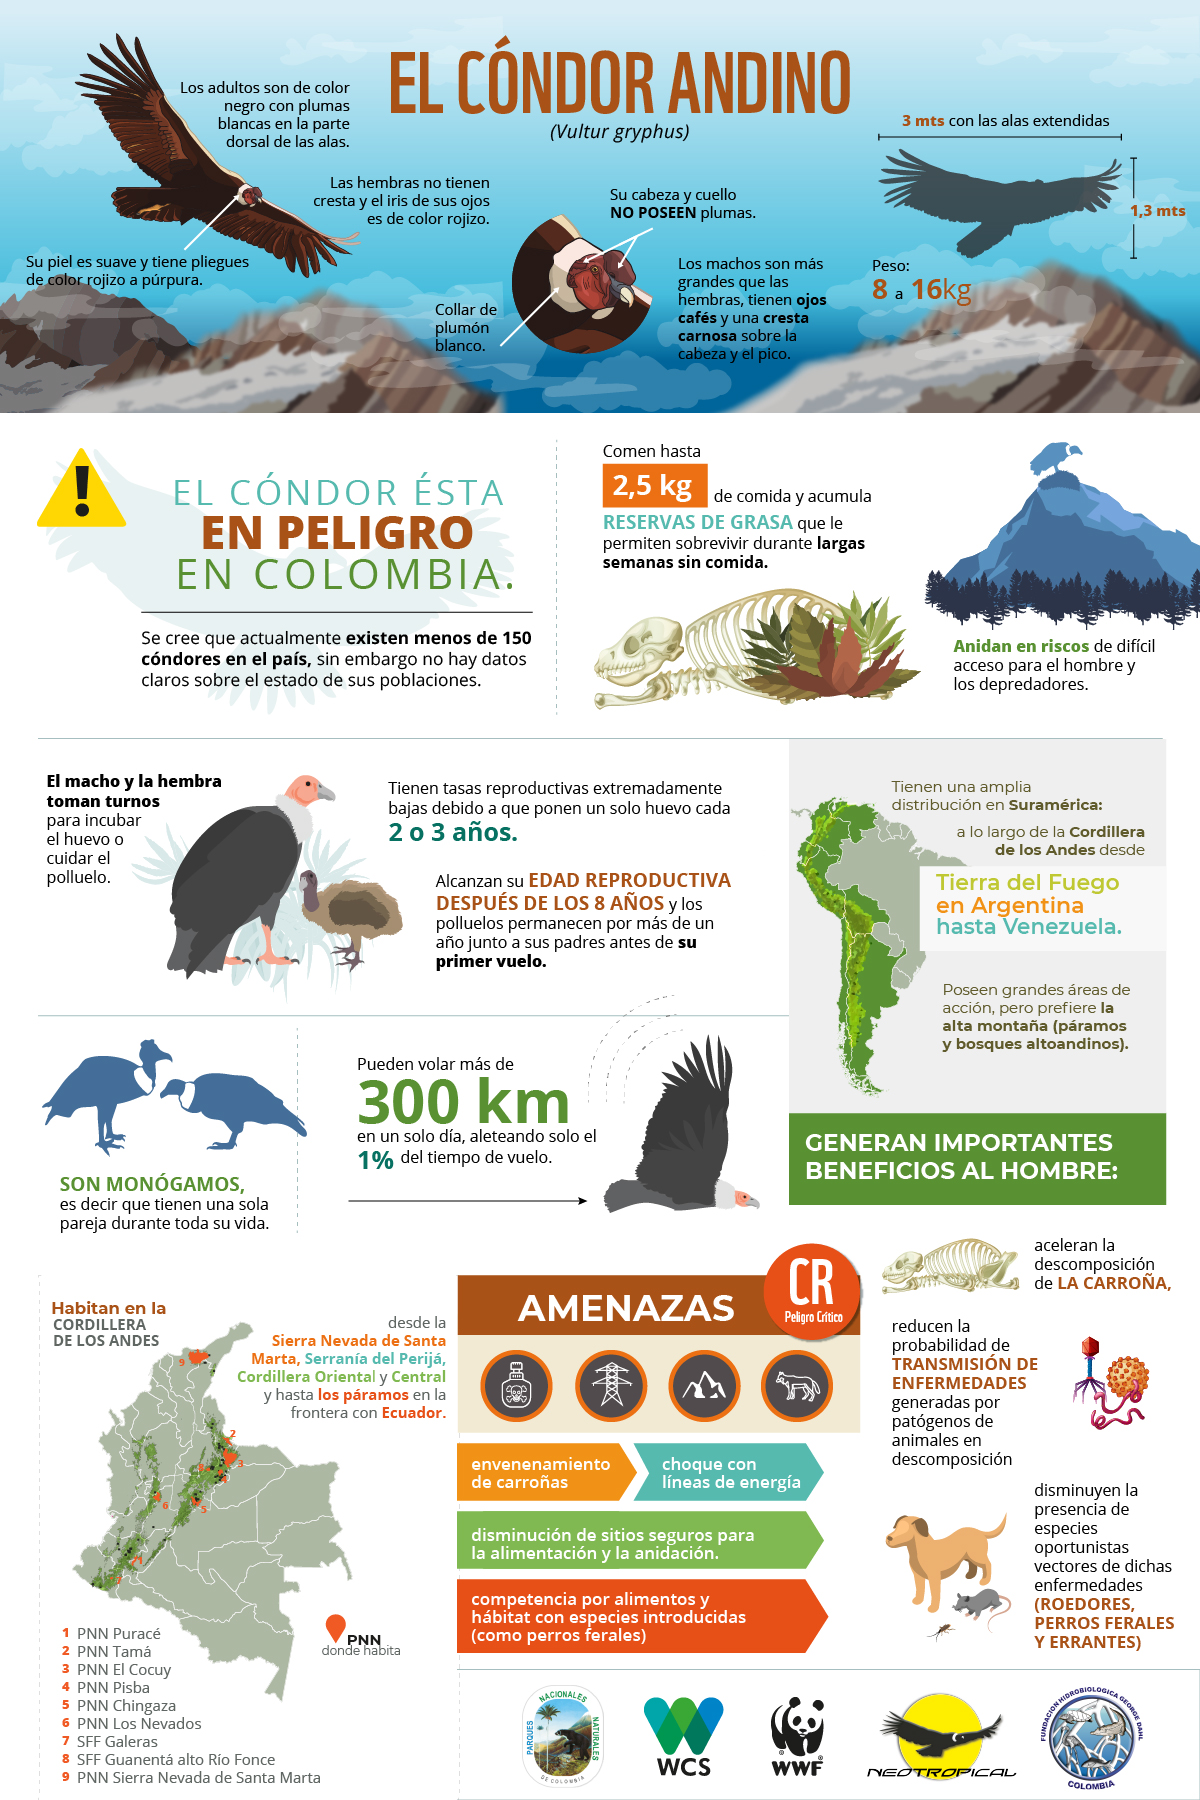 EL CÓNDOR ANDINO
(Vultur gryphus)
Los adultos son de color
negro con plumas
blancas en la parte
dorsal de las alas.
Las hembras no tienen
cresta y el iris de sus ojos
es de color rojizo.
Su piel es suave y tiene pliegues
de color rojizo a púrpura.
Su cabeza y cuello
NO POSEEN plumas.
Collar de
plumón
blanco.
Los machos son más
grandes que las
hembras, tienen ojos
cafés y una cresta
carnosa sobre la
cabeza y el pico.
3 mts con las alas extendidas
1,3 mts
Peso:
8 a 16kg
EL CÓNDOR ÉSTA
EN PELIGRO
EN COLOMBIA.
Se cree que actualmente existen menos de 150
cóndores en el país, sin embargo no hay datos
claros sobre el estado de sus poblaciones.
Comen hasta
2,5 kg de comida y acumula
RESERVAS DE GRASA que le
permiten sobrevivir durante largas
semanas sin comida.
Anidan en riscos de difícil
acceso para el hombre y
los depredadores.
El macho y la hembra
toman turnos
para incubar
el huevo o
cuidar el
polluelo.
Tienen tasas reproductivas extremadamente
bajas debido a que ponen un solo huevo cada
2 o 3 años.
Alcanzan su EDAD REPRODUCTIVA
DESPUÉS DE LOS 8 AÑOS y los
polluelos permanecen por más de un
año junto a sus padres antes de su
primer vuelo.
Tienen una amplia
distribución en Suramérica:
a lo largo de la Cordillera
de los Andes desde
Tierra del Fuego
en Argentina
hasta Venezuela.
Poseen grandes áreas de
acción, pero prefiere la
alta montaña (páramos
y bosques altoandinos).
SON MONÓGAMOS,
es decir que tienen una sola
pareja durante toda su vida.
Pueden volar más de
300 km
en un solo día, aleteando solo el
1% del tiempo de vuelo.
GENERAN IMPORTANTES
BENEFICIOS AL HOMBRE:
aceleran la
descomposición
de LA CARROÑA,
reducen la
probabilidad de
TRANSMISIÓN DE
ENFERMEDADES
generadas por
patógenos de
animales en
descomposición
disminuyen la
presencia de
especies
oportunistas
vectores de dichas
enfermedades
(ROEDORES,
PERROS FERALES
Y ERRANTES)
Habitan en la
CORDILLERA
DE LOS ANDES
desde la
Sierra Nevada de Santa
Marta, Serranía del Perijá,
Cordillera Oriental y Central
y hasta los páramos en la
frontera con Ecuador.
9
2
3
8
4
6
5
1
7
PNN
donde habita
1 PNN Puracé
2 PNN Tamá
3 PNN El Cocuy
4 PNN Pisba
5 PNN Chingaza
6 PNN Los Nevados
7 SFF Galeras
8 SFF Guanentá alto Río Fonce
9 PNN Sierra Nevada de Santa Marta
AMENAZAS
CR
Peligro Crítico
envenenamiento
de carroñas
choque con
líneas de energía
disminución de sitios seguros para
la alimentación y la anidación.
competencia por alimentos y
hábitat con especies introducidas
(como perros ferales)
PARQUES NACIONALES NATURALES
DE COLOMBIA
WCS
WWF
NEOTROPICAL
FUNDACION HIDROBIOLOGICA GEORGE DAHL
COLOMBIA